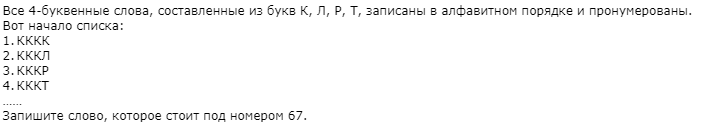 Все 4-буквенные слова, составленные из букв К, Л, Р, Т, записаны в алфавитном порядке и пронумерованы.
Вот начало списка:
1. КККК
2. КККЛ
3. КККР
4. КККТ
......
Запишите слово, которое стоит под номером 67.